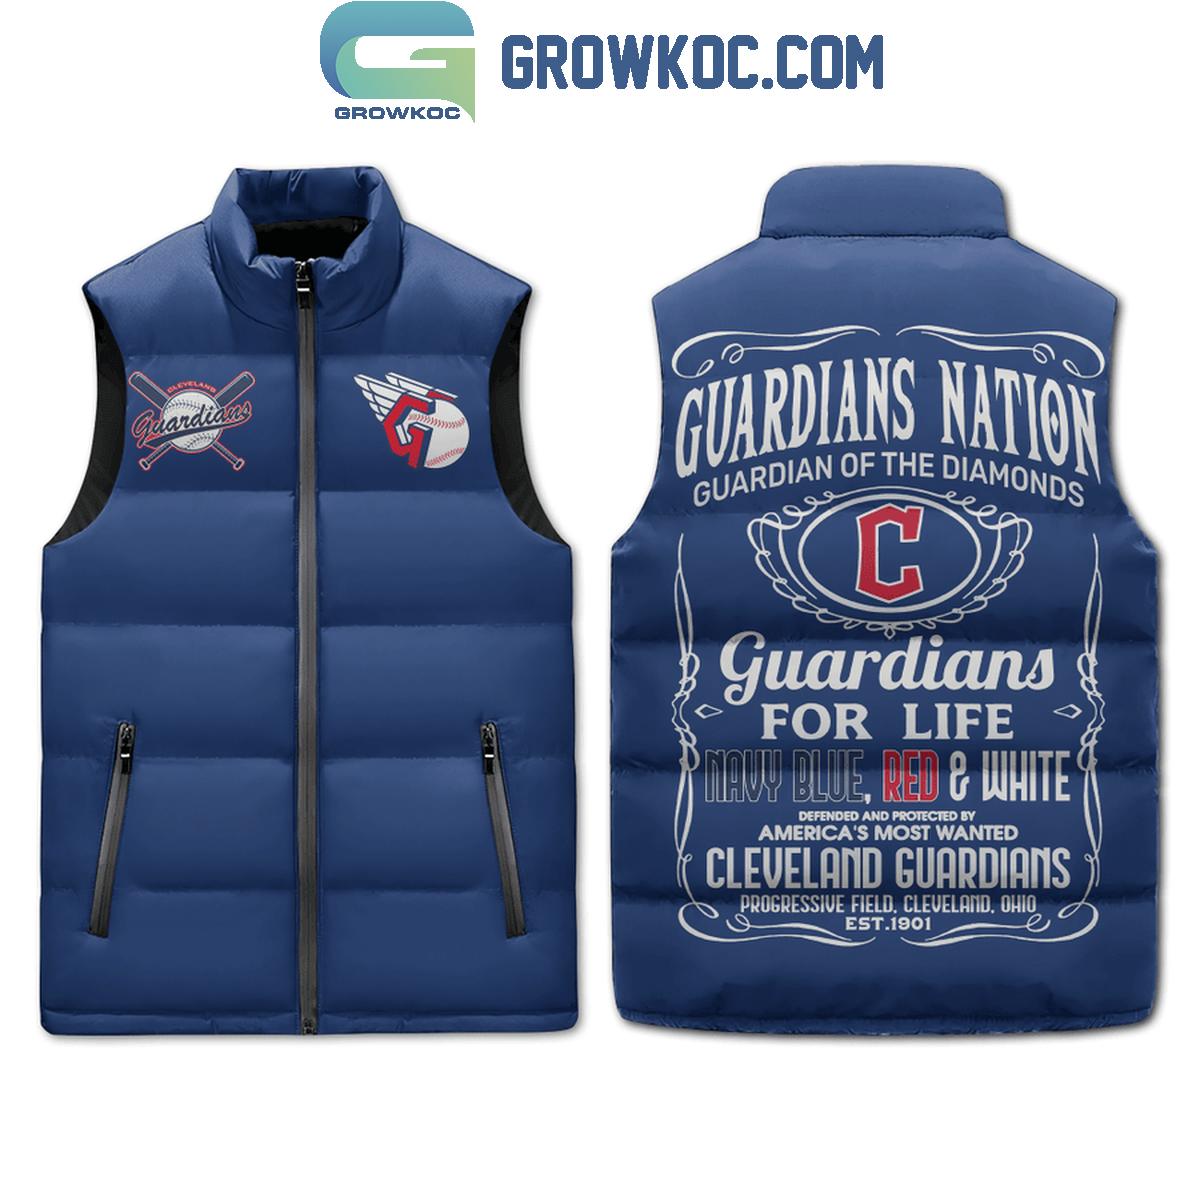 GROWKOC
GROWKOC.COM
CLEVELAND
Guardians
G
GUARDIANS NATION
GUARDIAN OF THE DIAMONDS
C
Guardians
FOR LIFE
NAVY BLUE, RED & WHITE
DEFENDED AND PROTECTED BY
AMERICA'S MOST WANTED
CLEVELAND GUARDIANS
PROGRESSIVE FIELD, CLEVELAND, OHIO
EST.1901